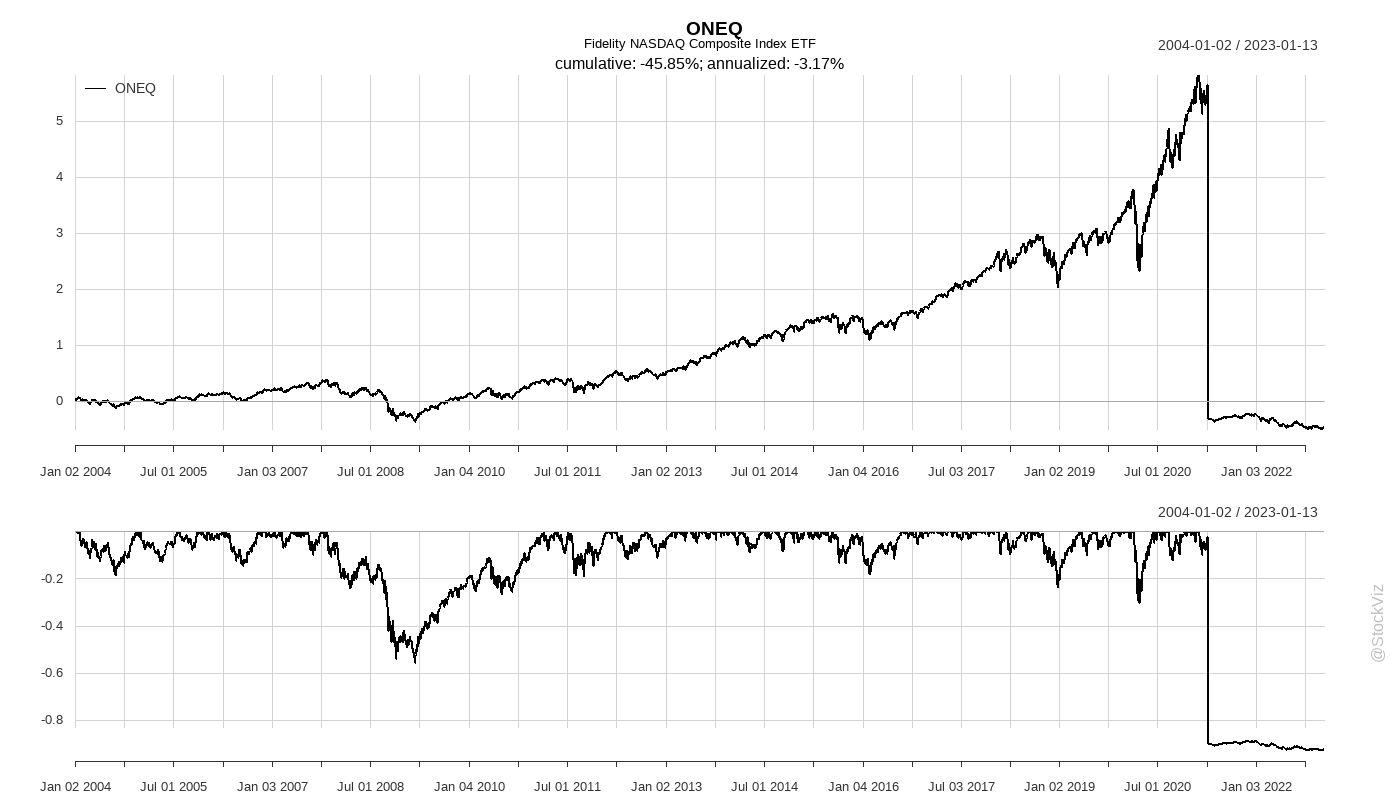 ONEQ
Fidelity NASDAQ Composite Index ETF
cumulative: -45.85%; annualized: -3.17%
2004-01-02 / 2023-01-13
ONEQ
5
4
3
2
1
0
Jan 02 2004 Jul 01 2005 Jan 03 2007 Jul 01 2008 Jan 04 2010 Jul 01 2011 Jan 02 2013 Jul 01 2014 Jan 04 2016 Jul 03 2017 Jan 02 2019 Jul 01 2020 Jan 03 2022
2004-01-02 / 2023-01-13
-0.2
-0.4
-0.6
-0.8
Jan 02 2004 Jul 01 2005 Jan 03 2007 Jul 01 2008 Jan 04 2010 Jul 01 2011 Jan 02 2013 Jul 01 2014 Jan 04 2016 Jul 03 2017 Jan 02 2019 Jul 01 2020 Jan 03 2022
@StockViz